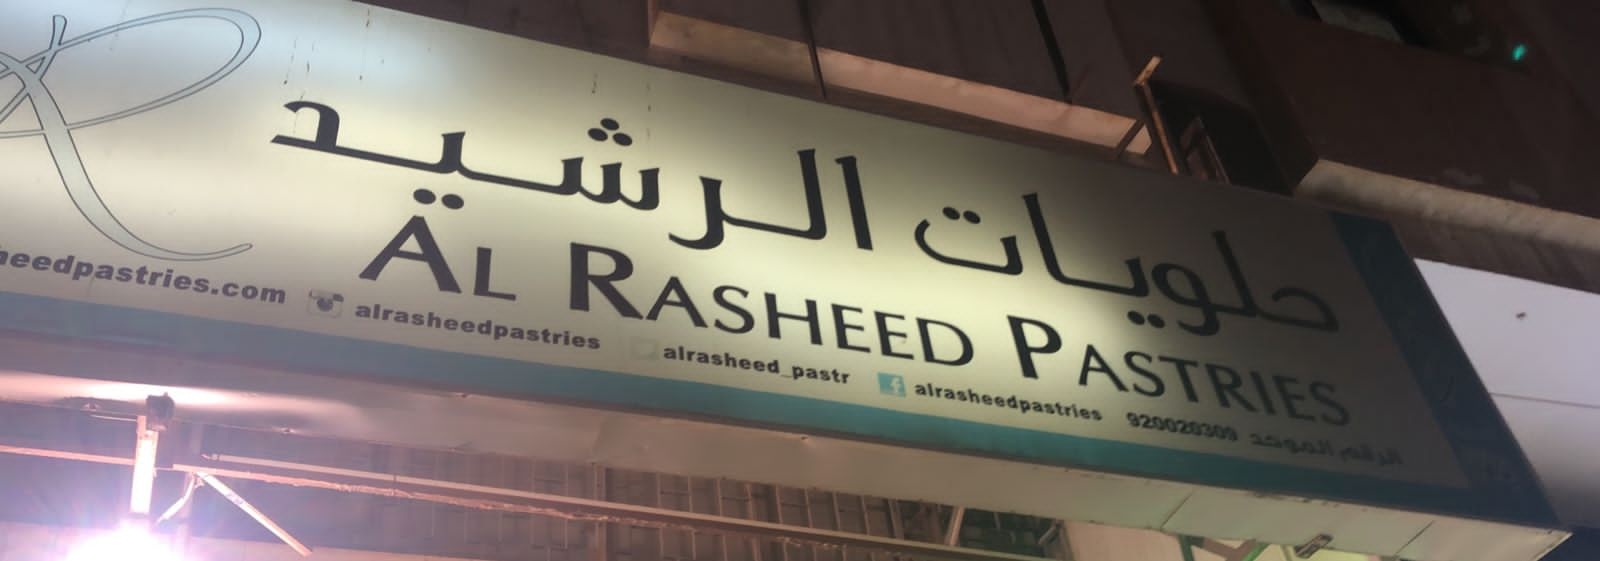 حلويات الرشيد
AL RASHEED PASTRIES
heedpastries.com alrasheedpastries alrasheed_pastr alrasheedpastries 920020309 الرقم الموحد